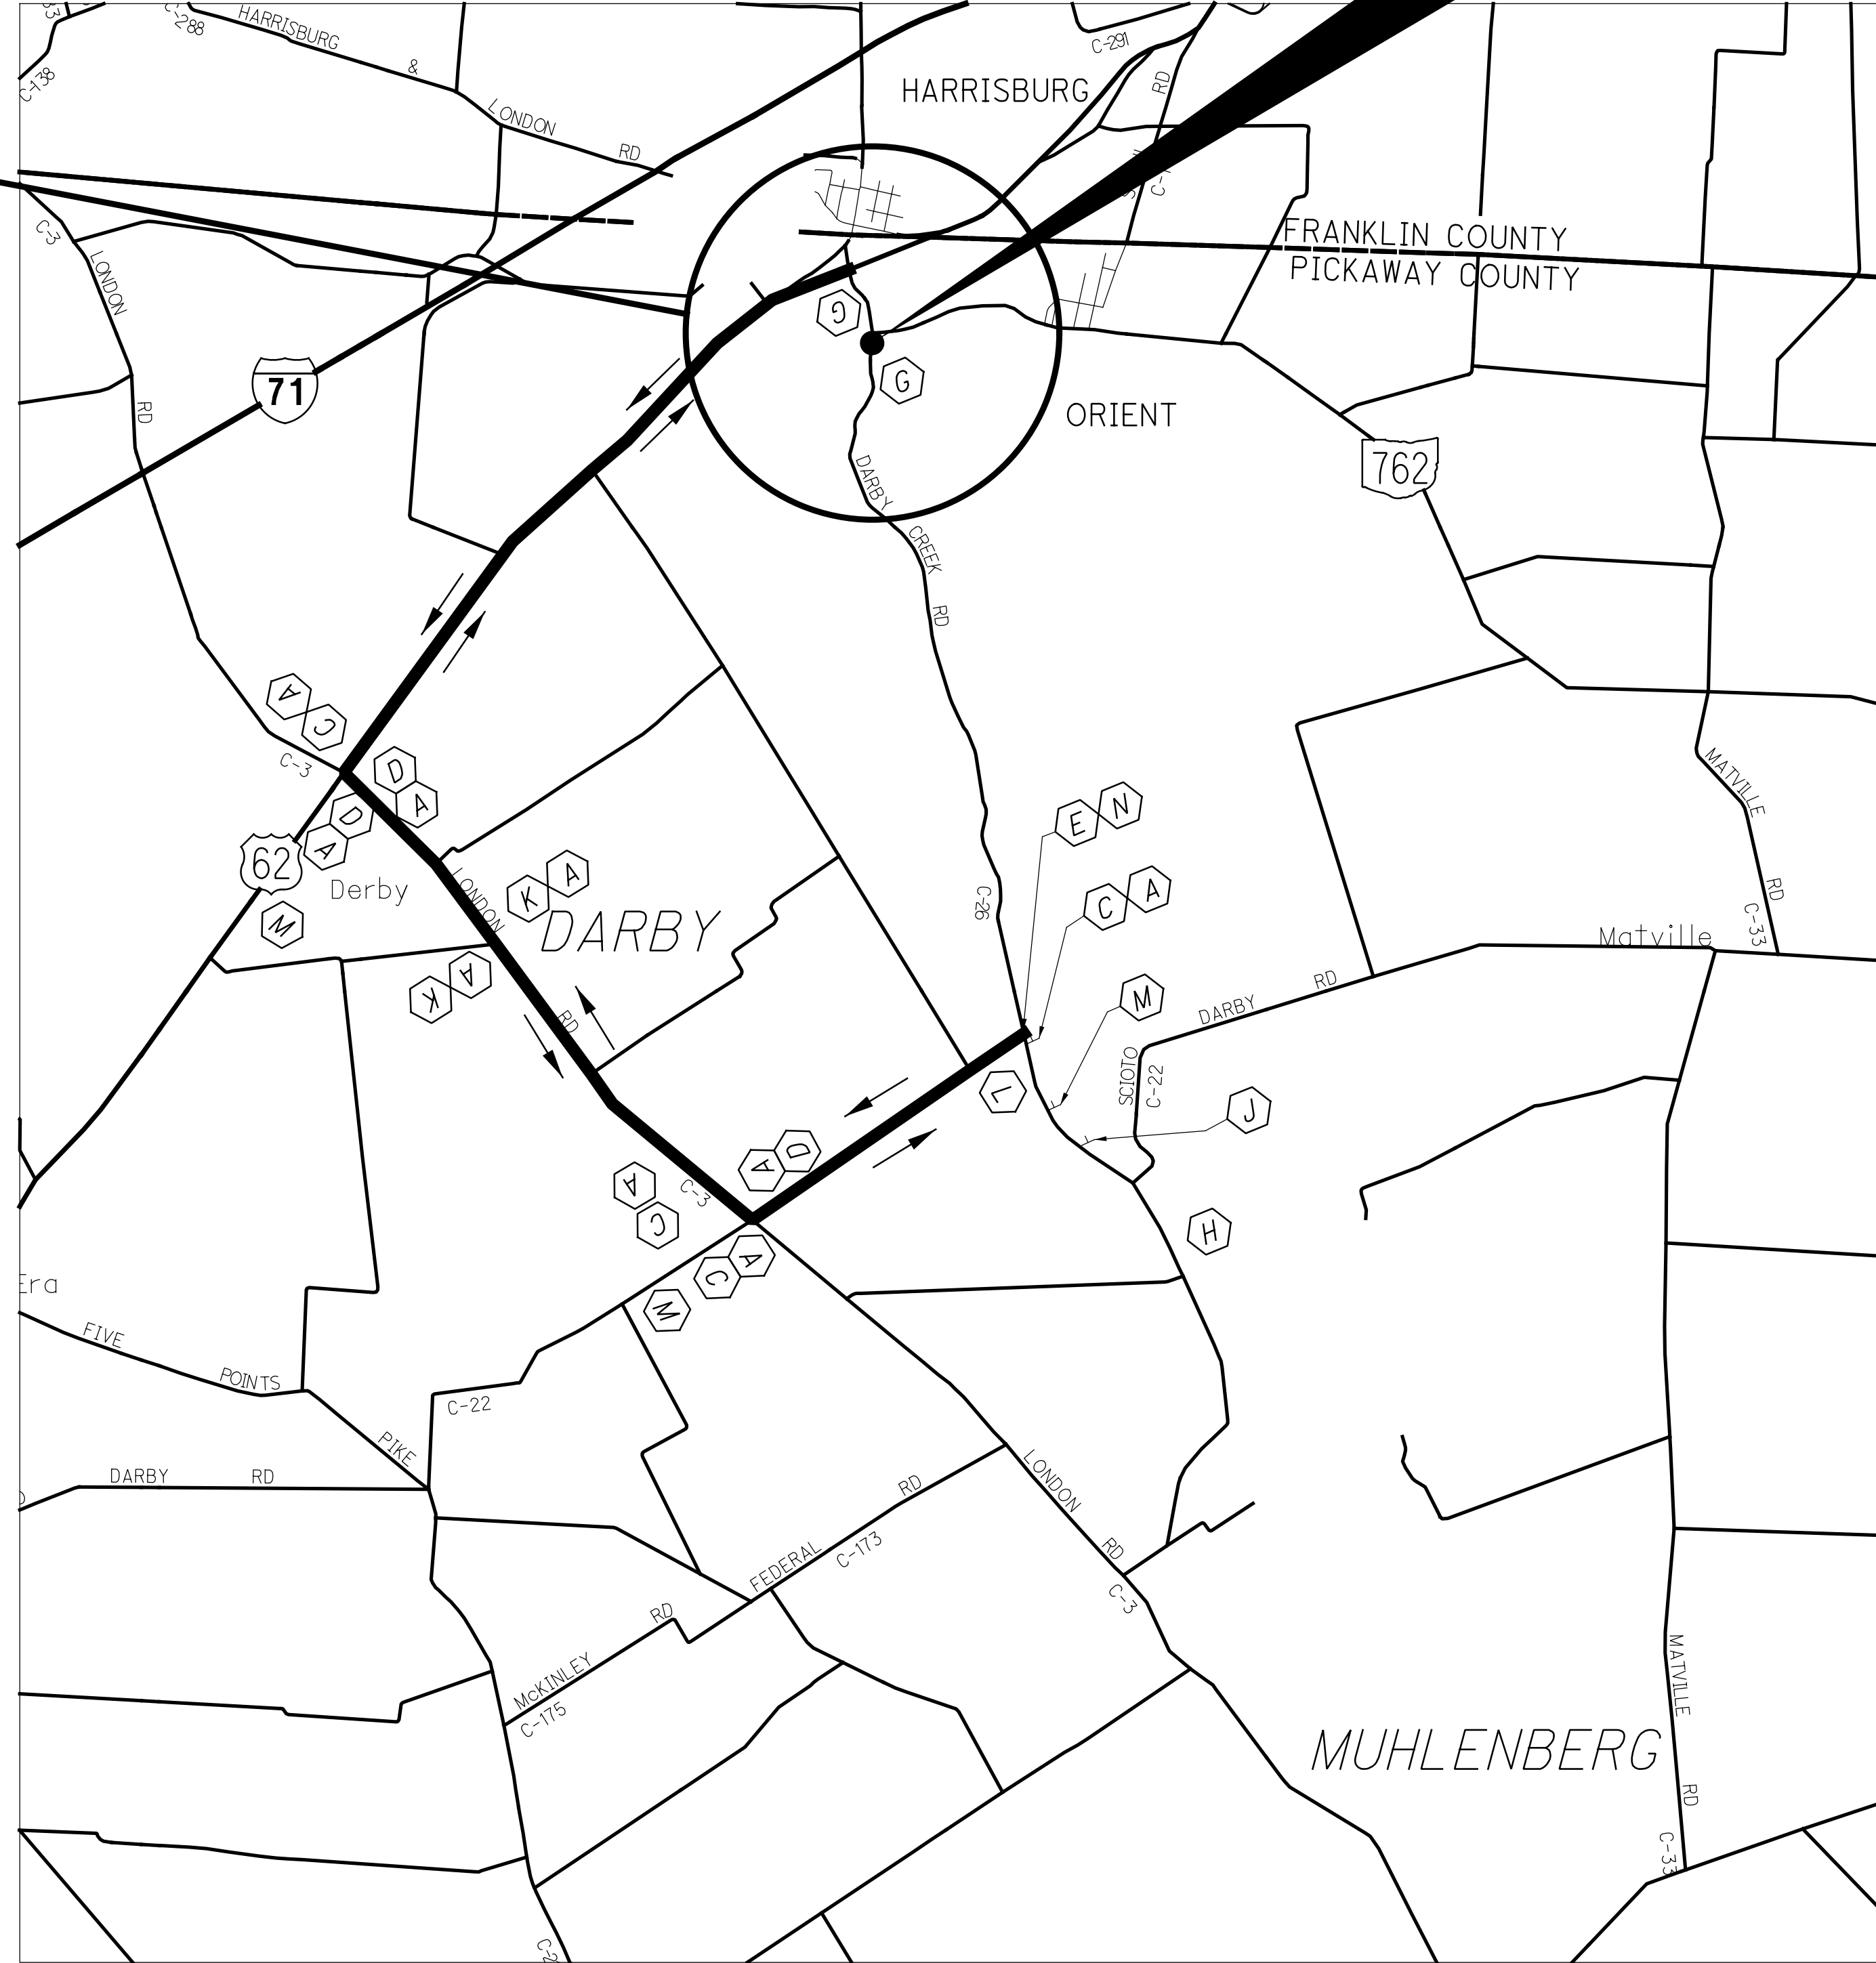 C-288
HARRISBURG
&
LONDON
RD
C-138
C-291
HARRISBURG
RD
C-3
LONDON
RD
FRANKLIN COUNTY
PICKAWAY COUNTY
G
G
71
ORIENT
762
DARBY
CREEK
RD
A
C
C-3
D
A
D
A
62
Derby
M
LONDON
K
A
DARBY
A
K
RD
E
N
C
A
C-26
M
MATVILLE
RD
C-33
Matville
DARBY
RD
SCIOTO
C-22
L
J
H
A
D
A
C
C-3
A
C
M
Era
FIVE
POINTS
PIKE
C-22
DARBY
RD
LONDON
RD
C-3
FEDERAL
RD
C-173
McKINLEY
RD
C-175
MUHLENBERG
MATVILLE
RD
C-33